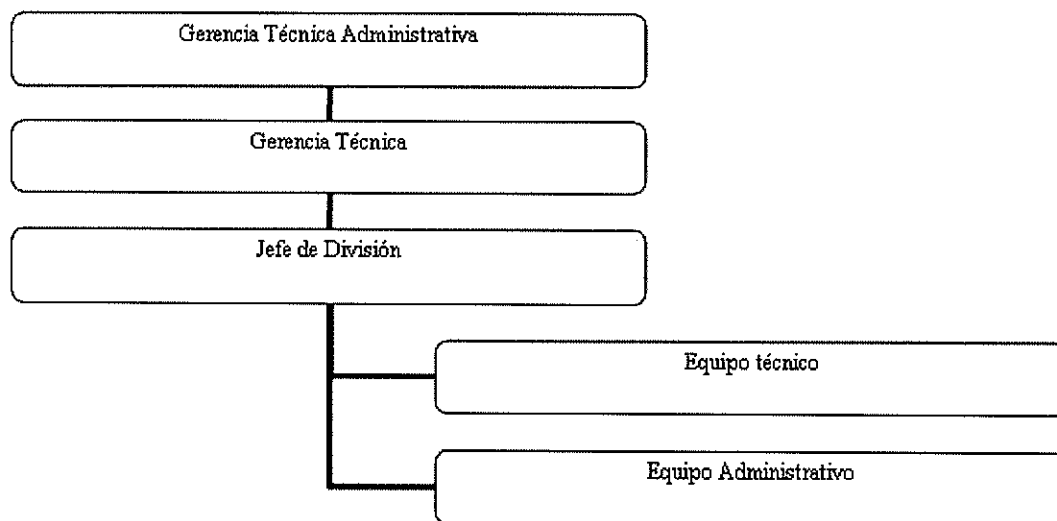 Gerencia Técnica Administrativa
Gerencia Técnica
Jefe de División
Equipo técnico
Equipo Administrativo